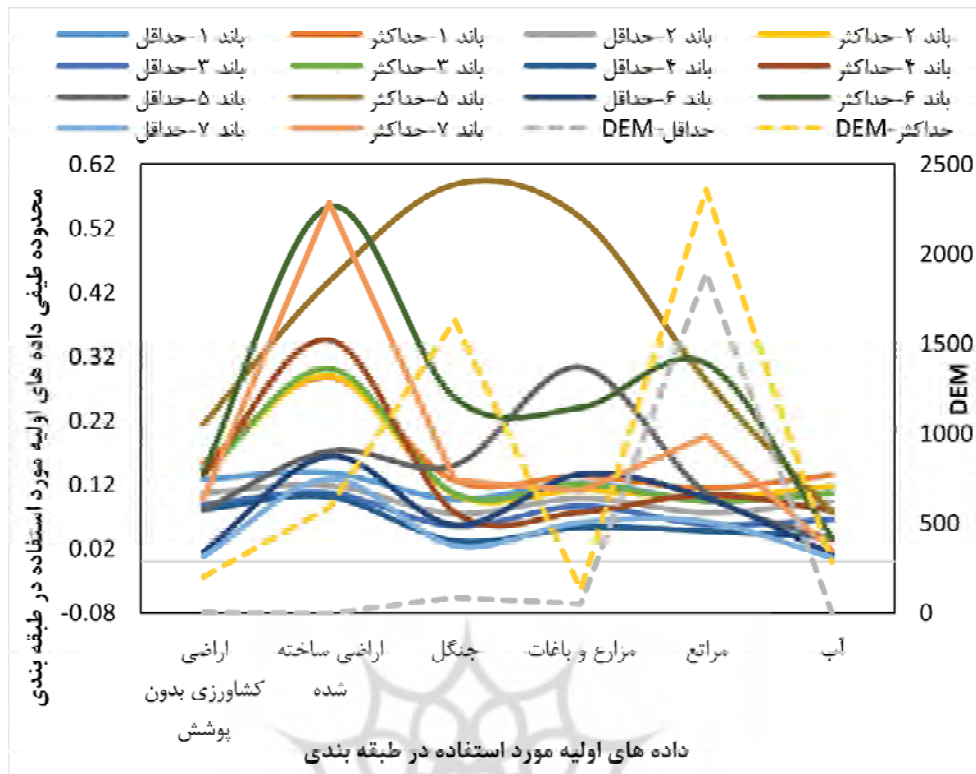 باند ۱-حداقل باند ۱-حداکثر باند ۲-حداقل باند ۲-حداکثر
باند ۳-حداقل باند ۳-حداکثر باند ۴-حداقل باند ۴-حداکثر
باند ۵-حداقل باند ۵-حداکثر باند ۶-حداقل باند ۶-حداکثر
باند ۷-حداقل باند ۷-حداکثر حداقل-DEM حداکثر-DEM
محدوده طیفی داده های اولیه مورد استفاده در طبقه بندی
0.62
0.52
0.42
0.32
0.22
0.12
0.02
-0.08
2500
2000
1500
1000
500
0
DEM
اراضی
کشاورزی بدون
پوشش
اراضی ساخته
شده
جنگل
مزارع و باغات
مراتع
آب
داده های اولیه مورد استفاده در طبقه بندی